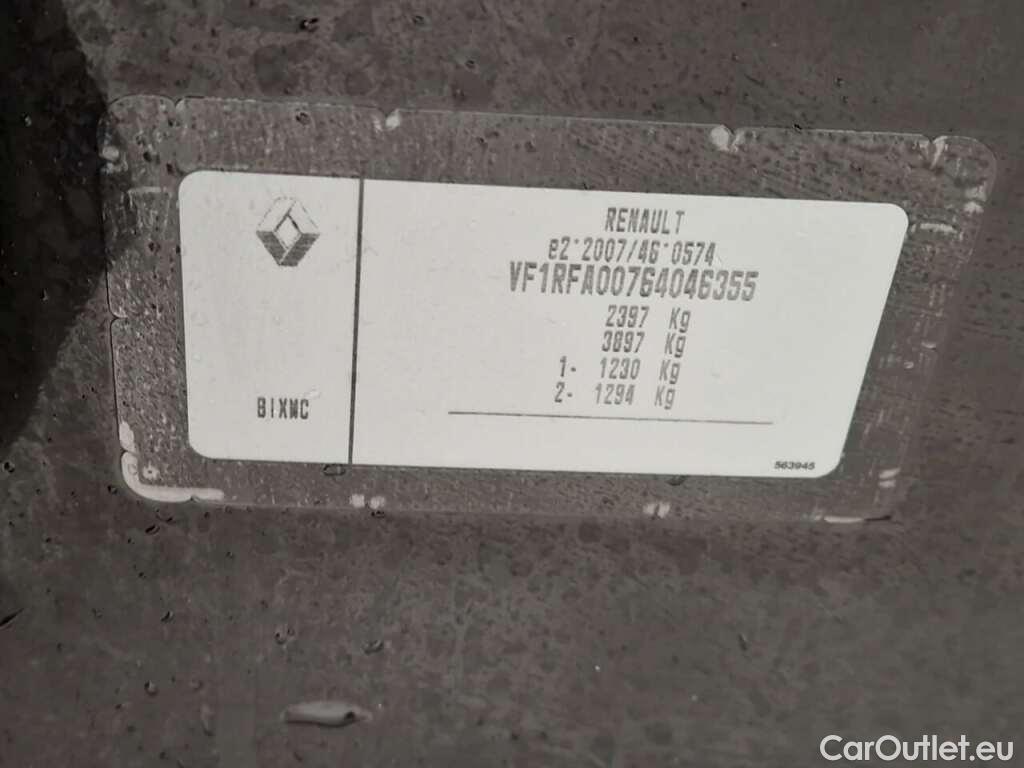 RENAULT
e2*2007/46*0574
VF1RFA00764046355
2397 Kg
3897 Kg
1- 1230 Kg
2- 1294 Kg
BIXMC
563945
CarOutlet.eu